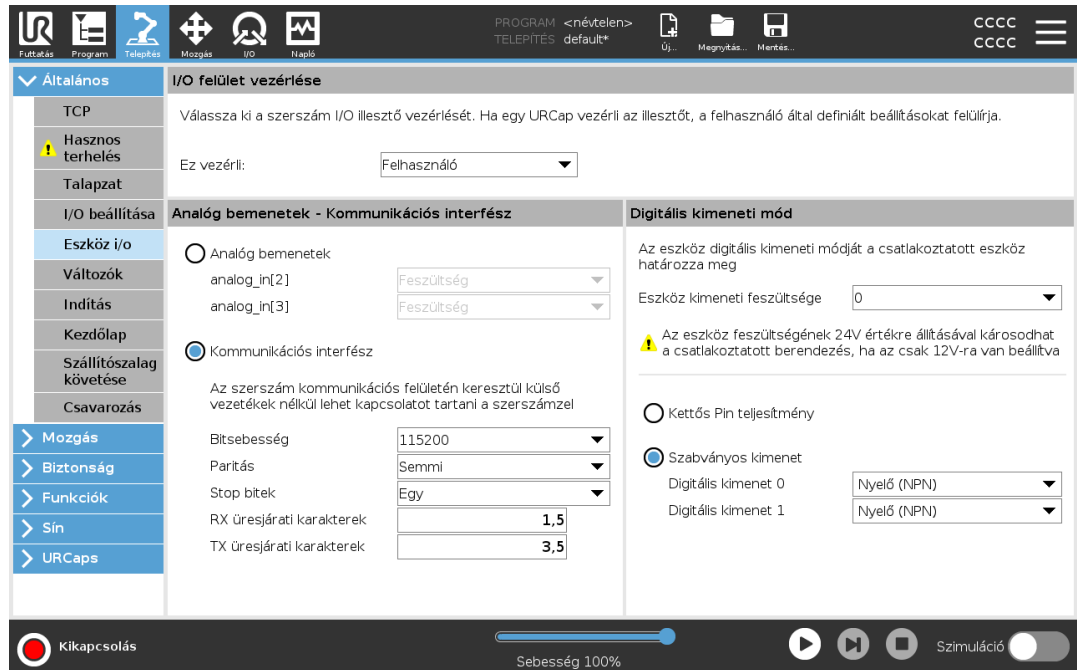 PROGRAM <névtelen>
TELEPÍTÉS default*
CCCC
CCCC
Futtatás Program Telepítés Mozgás I/O Napló Új... Megnyitás... Mentés...
Általános
TCP
Hasznos
terhelés
Talapzat
I/O beállítása
Eszköz i/o
Változók
Indítás
Kezdőlap
Szállítószalag
követése
Csavarozás
Mozgás
Biztonság
Funkciók
Sín
URCaps
I/O felület vezérlése
Válassza ki a szerszám I/O illesztő vezérlését. Ha egy URCap vezérli az illesztőt, a felhasználó által definiált beállításokat felülírja.
Ez vezérli: Felhasználó
Analóg bemenetek - Kommunikációs interfész
Analóg bemenetek
analog_in[2] Feszültség
analog_in[3] Feszültség
Kommunikációs interfész
Az szerszám kommunikációs felületén keresztül külső
vezetékek nélkül lehet kapcsolatot tartani a szerszámzel
Bitsebesség 115200
Paritás Semmi
Stop bitek Egy
RX üresjárati karakterek 1,5
TX üresjárati karakterek 3,5
Digitális kimeneti mód
Az eszköz digitális kimeneti módját a csatlakoztatott eszköz
határozza meg
Eszköz kimeneti feszültsége 0
Az eszköz feszültségének 24V értékre állításával károsodhat
a csatlakoztatott berendezés, ha az csak 12V-ra van beállítva
Kettős Pin teljesítmény
Szabványos kimenet
Digitális kimenet 0 Nyelő (NPN)
Digitális kimenet 1 Nyelő (NPN)
Kikapcsolás
Sebesség 100%
Szimuláció